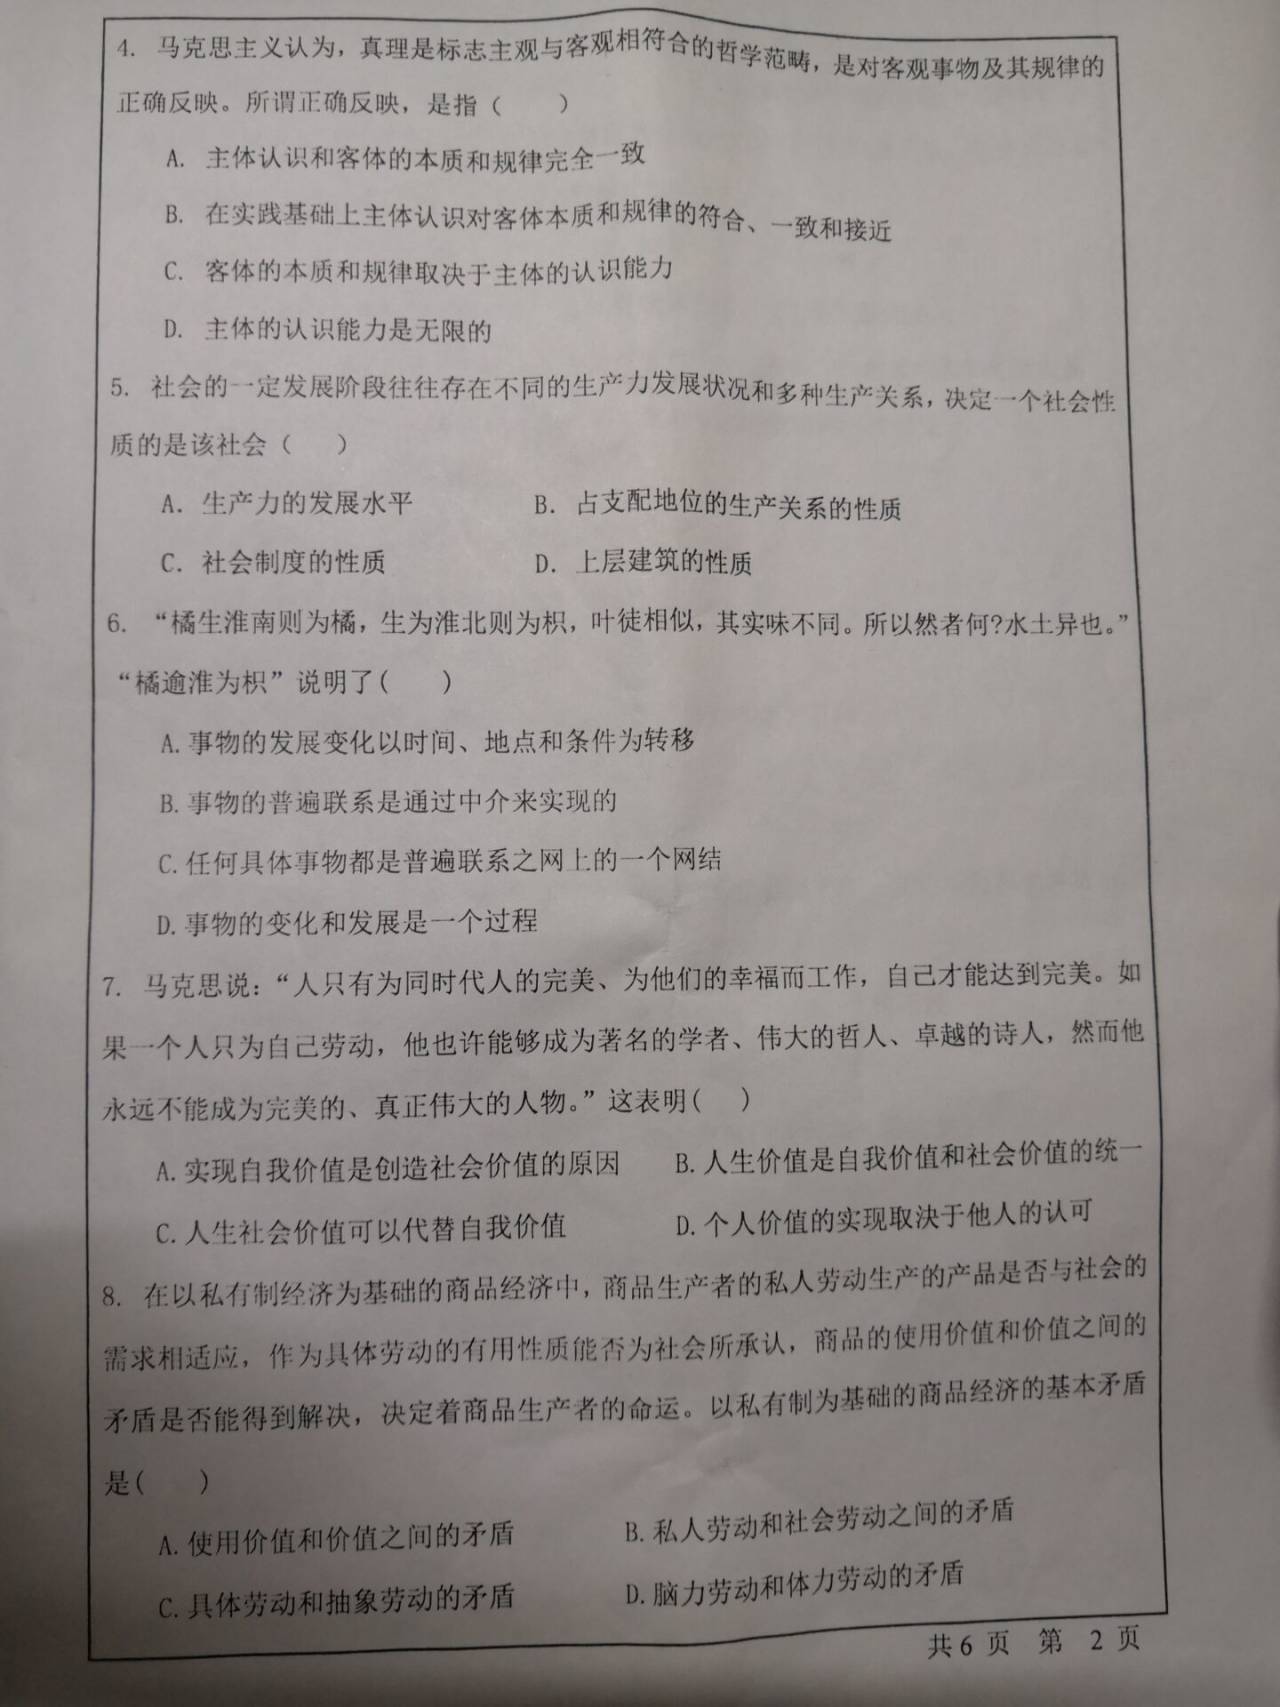 4. 马克思主义认为，真理是标志主观与客观相符合的哲学范畴，是对客观事物及其规律的
正确反映。所谓正确反映，是指（　　）
A. 主体认识和客体的本质和规律完全一致
B. 在实践基础上主体认识对客体本质和规律的符合、一致和接近
C. 客体的本质和规律取决于主体的认识能力
D. 主体的认识能力是无限的
5. 社会的一定发展阶段往往存在不同的生产力发展状况和多种生产关系，决定一个社会性
质的是该社会（　　）
A. 生产力的发展水平　　B. 占支配地位的生产关系的性质
C. 社会制度的性质　　D. 上层建筑的性质
6. “橘生淮南则为橘，生为淮北则为枳，叶徒相似，其实味不同。所以然者何?水土异也。”
“橘逾淮为枳”说明了(　　)
A.事物的发展变化以时间、地点和条件为转移
B.事物的普遍联系是通过中介来实现的
C.任何具体事物都是普遍联系之网上的一个网结
D.事物的变化和发展是一个过程
7. 马克思说：“人只有为同时代人的完美、为他们的幸福而工作，自己才能达到完美。如
果一个人只为自己劳动，他也许能够成为著名的学者、伟大的哲人、卓越的诗人，然而他
永远不能成为完美的、真正伟大的人物。”这表明(　　)
A.实现自我价值是创造社会价值的原因　　B.人生价值是自我价值和社会价值的统一
C.人生社会价值可以代替自我价值　　D.个人价值的实现取决于他人的认可
8. 在以私有制经济为基础的商品经济中，商品生产者的私人劳动生产的产品是否与社会的
需求相适应，作为具体劳动的有用性质能否为社会所承认，商品的使用价值和价值之间的
矛盾是否能得到解决，决定着商品生产者的命运。以私有制为基础的商品经济的基本矛盾
是(　　)
A.使用价值和价值之间的矛盾　　B.私人劳动和社会劳动之间的矛盾
C.具体劳动和抽象劳动的矛盾　　D.脑力劳动和体力劳动的矛盾
共 6 页　第　2 页